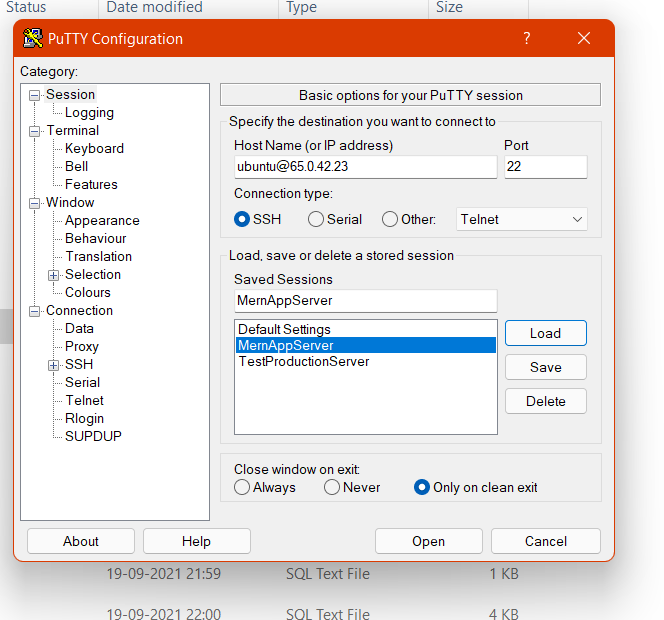 Status Date modified Type Size
PuTTY Configuration ? ×
Category:
Session
Logging
Terminal
Keyboard
Bell
Features
Window
Appearance
Behaviour
Translation
Selection
Colours
Connection
Data
Proxy
SSH
Serial
Telnet
Rlogin
SUPDUP
Basic options for your PuTTY session
Specify the destination you want to connect to
Host Name (or IP address) Port
ubuntu@65.0.42.23 22
Connection type:
SSH Serial Other: Telnet
Load, save or delete a stored session
Saved Sessions
MernAppServer
Default Settings
MernAppServer
TestProductionServer
Load
Save
Delete
Close window on exit:
Always Never Only on clean exit
About Help Open Cancel
19-09-2021 21:59 SQL Text File 1 KB
19-09-2021 22:00 SQL Text File 4 KB